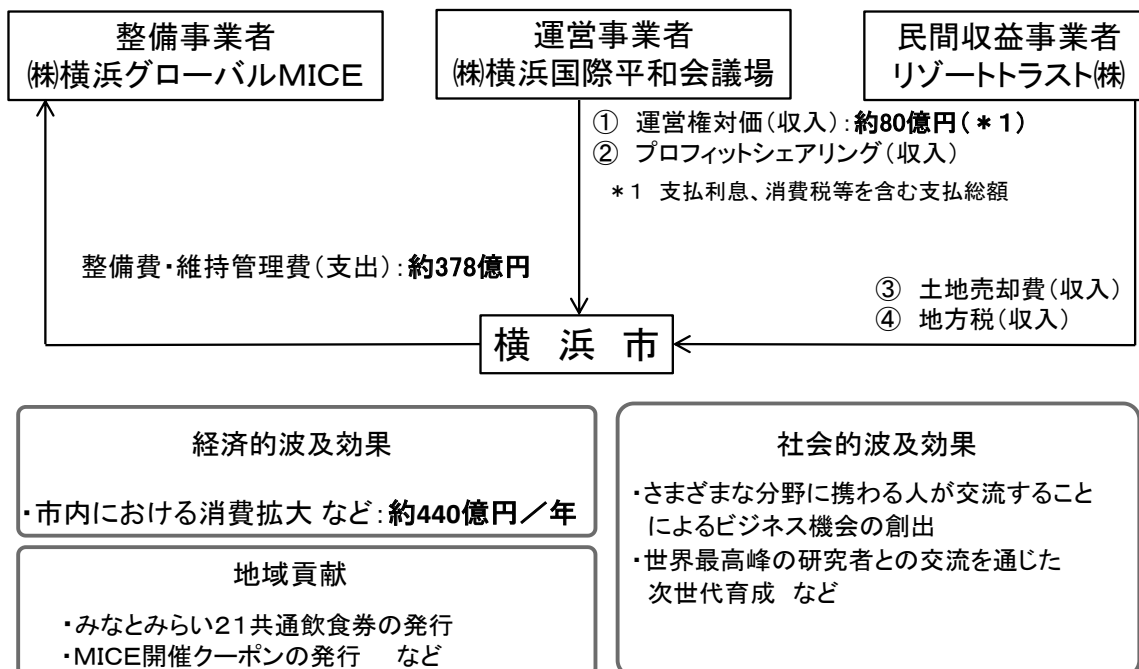 整備事業者
㈱横浜グローバルMICE
運営事業者
㈱横浜国際平和会議場
民間収益事業者
リゾートトラスト㈱
① 運営権対価(収入):約80億円(*1)
② プロフィットシェアリング(収入)
*1 支払利息、消費税等を含む支払総額
整備費・維持管理費(支出):約378億円
③ 土地売却費(収入)
④ 地方税(収入)
横 浜 市
経済的波及効果
・市内における消費拡大 など:約440億円/年
地域貢献
・みなとみらい21共通飲食券の発行
・MICE開催クーポンの発行 など
社会的波及効果
・さまざまな分野に携わる人が交流すること
によるビジネス機会の創出
・世界最高峰の研究者との交流を通じた
次世代育成 など